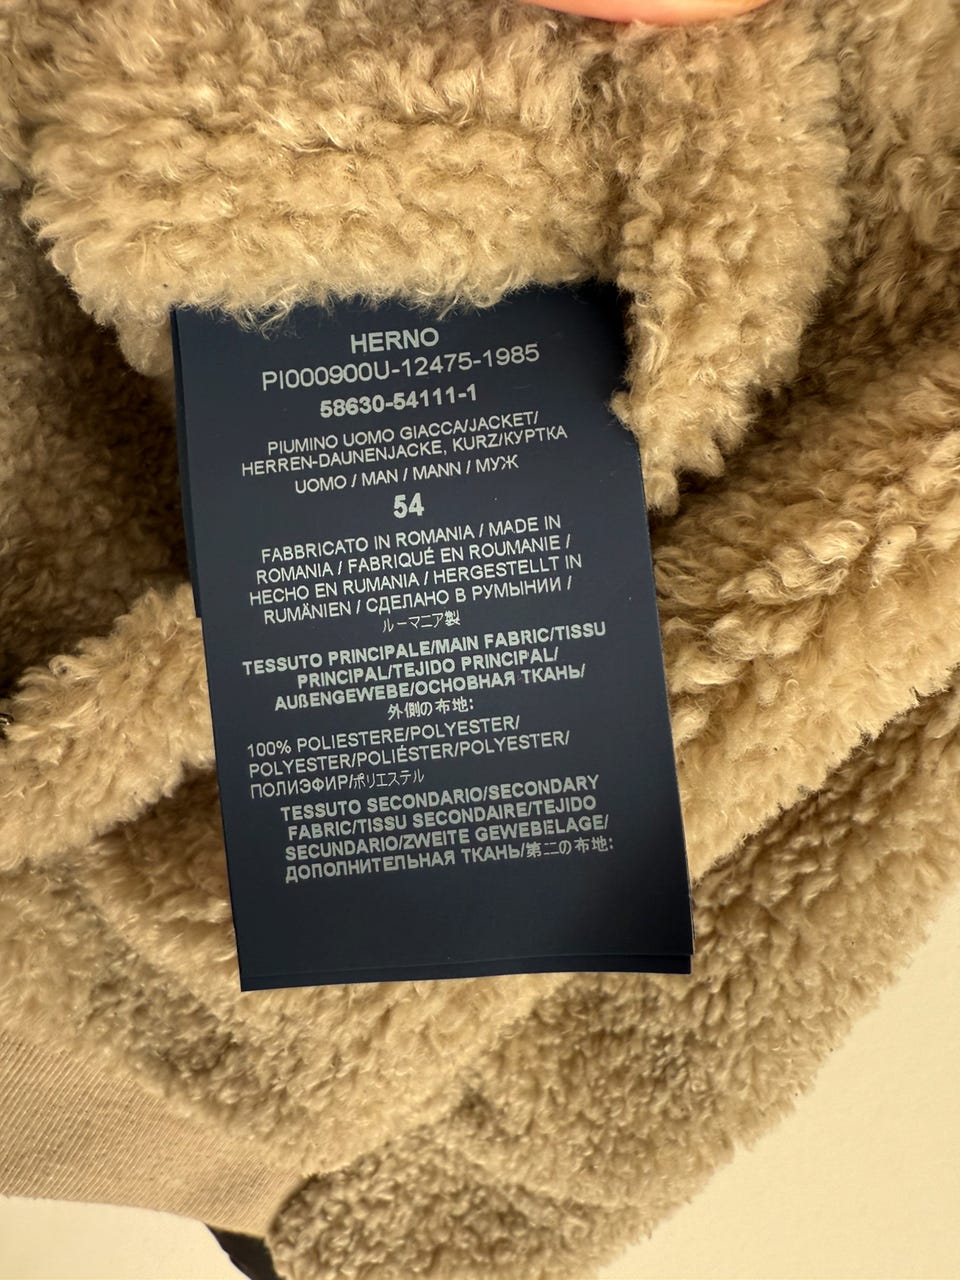 HERNO
PI000900U-12475-1985
58630-54111-1
PIUMINO UOMO GIACCA/JACKET/
HERREN-DAUNENJACKE, KURZ/КУРТКА
UOMO / MAN / MANN / МУЖ
54
FABBRICATO IN ROMANIA / MADE IN
ROMANIA / FABRIQUÉ EN ROUMANIE /
HECHO EN RUMANIA / HERGESTELLT IN
RUMÄNIEN / СДЕЛАНО В РУМЫНИИ /
ルーマニア製
TESSUTO PRINCIPALE/MAIN FABRIC/TISSU
PRINCIPAL/TEJIDO PRINCIPAL/
AUßENGEWEBE/ОСНОВНАЯ ТКАНЬ/
外側の布地:
100% POLIESTERE/POLYESTER/
POLYESTER/POLIÉSTER/POLYESTER/
ПОЛИЭФИР/ポリエステル
TESSUTO SECONDARIO/SECONDARY
FABRIC/TISSU SECONDAIRE/TEJIDO
SECUNDARIO/ZWEITE GEWEBELAGE/
ДОПОЛНИТЕЛЬНАЯ ТКАНЬ/第二の布地: